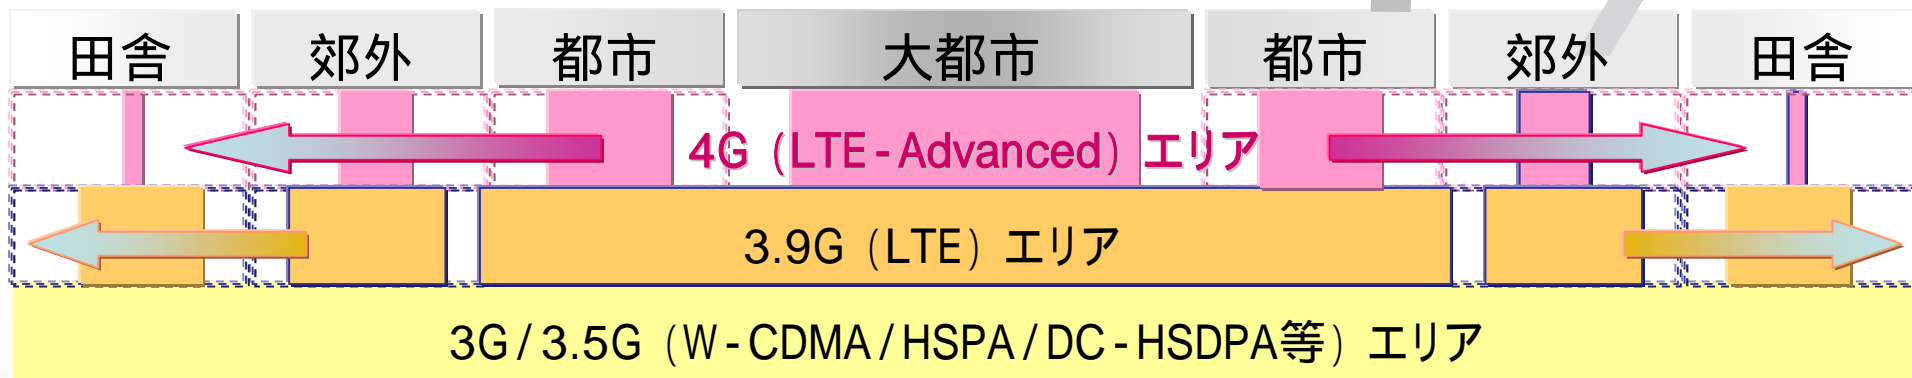 田舎 郊外 都市 大都市 都市 郊外 田舎
4G（LTE-Advanced）エリア
3.9G（LTE）エリア
3G/3.5G（W-CDMA/HSPA/DC-HSDPA等）エリア